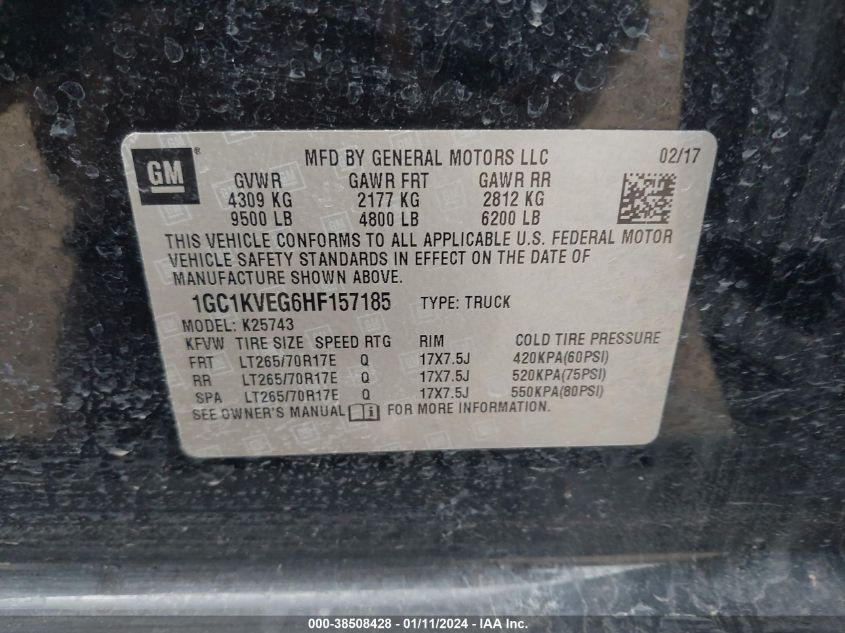 GM® MFD BY GENERAL MOTORS LLC 02/17
GVWR GAWR FRT GAWR RR
4309 KG 2177 KG 2812 KG
9500 LB 4800 LB 6200 LB
THIS VEHICLE CONFORMS TO ALL APPLICABLE U.S. FEDERAL MOTOR
VEHICLE SAFETY STANDARDS IN EFFECT ON THE DATE OF
MANUFACTURE SHOWN ABOVE.
1GC1KVEG6HF157185 TYPE: TRUCK
MODEL: K25743
KFVW TIRE SIZE SPEED RTG RIM COLD TIRE PRESSURE
FRT LT265/70R17E Q 17X7.5J 420KPA(60PSI)
RR LT265/70R17E Q 17X7.5J 520KPA(75PSI)
SPA LT265/70R17E Q 17X7.5J 550KPA(80PSI)
SEE OWNER'S MANUAL FOR MORE INFORMATION.
000-38508428 - 01/11/2024 - IAA Inc.